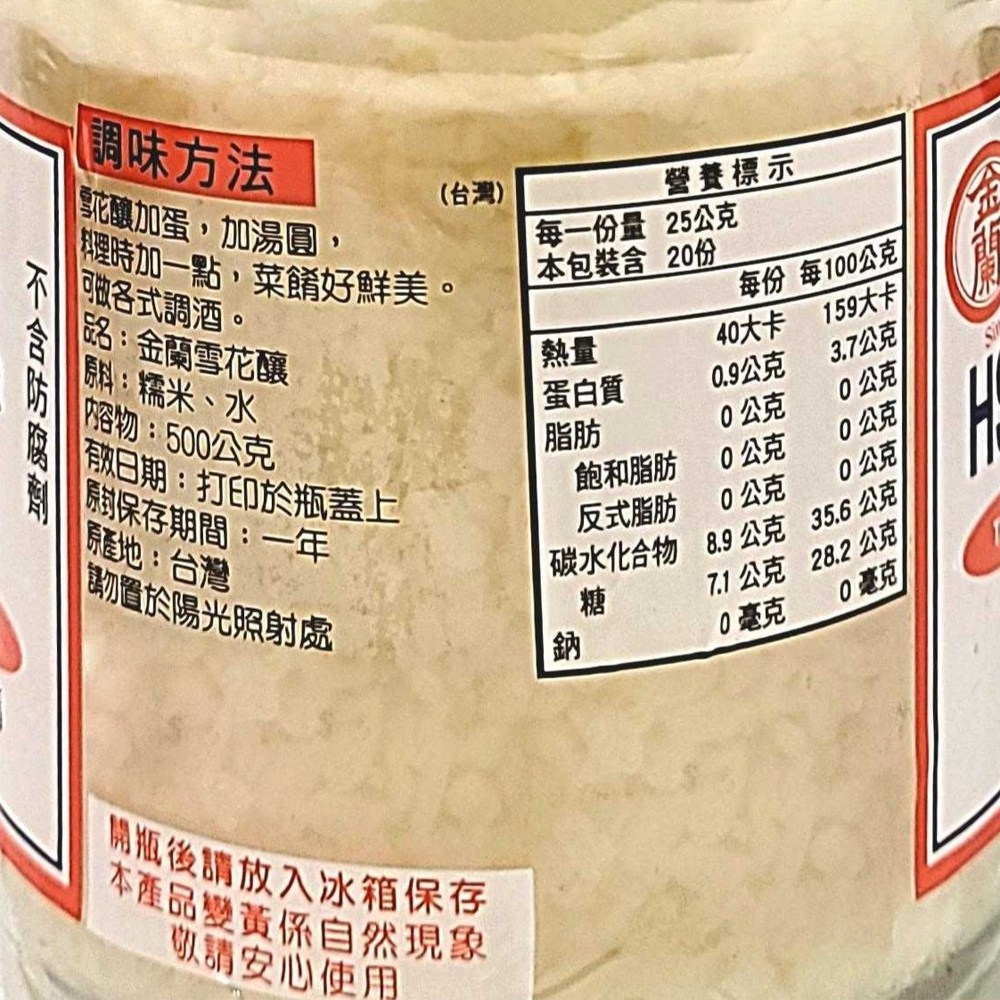 不含防腐劑
調味方法
雪花釀加蛋，加湯圓，
料理時加一點，菜餚好鮮美。
可做各式調酒。
品名：金蘭雪花釀
原料：糯米、水
內容物：500公克
有效日期：打印於瓶蓋上
原封保存期間：一年
原產地：台灣
請勿置於陽光照射處
開瓶後請放入冰箱保存
本產品變黃係自然現象
敬請安心使用
(台灣)
營養標示
每一份量 25公克
本包裝含 20份
每份 每100公克
熱量 40大卡 159大卡
蛋白質 0.9公克 3.7公克
脂肪 0公克 0公克
飽和脂肪 0公克 0公克
反式脂肪 0公克 0公克
碳水化合物 8.9公克 35.6公克
糖 7.1公克 28.2公克
鈉 0毫克 0毫克
金蘭